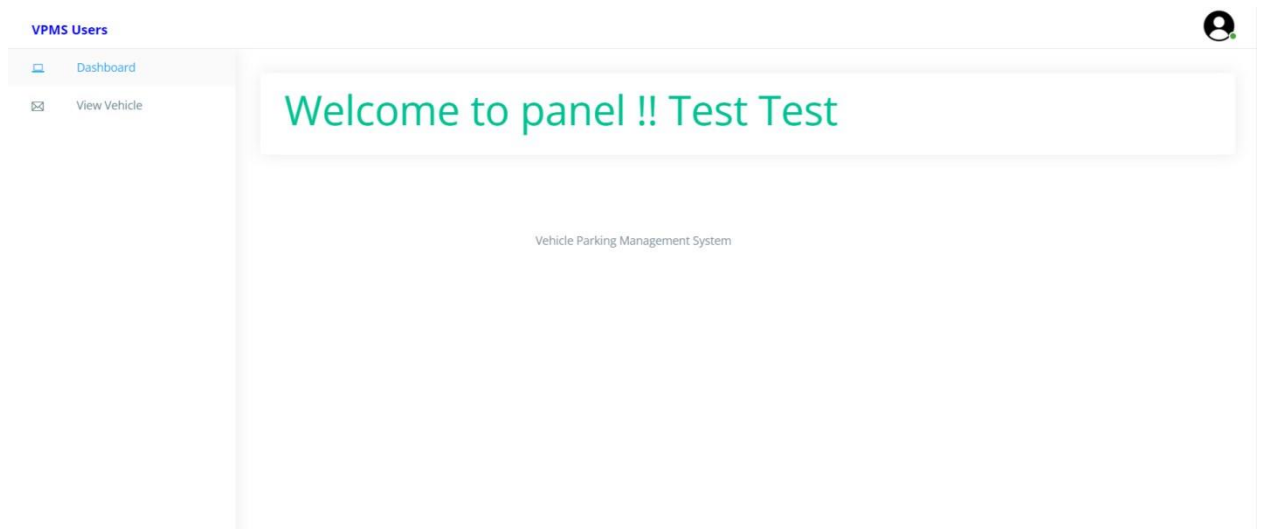 VPMS Users
Dashboard
View Vehicle
Welcome to panel !! Test Test
Vehicle Parking Management System